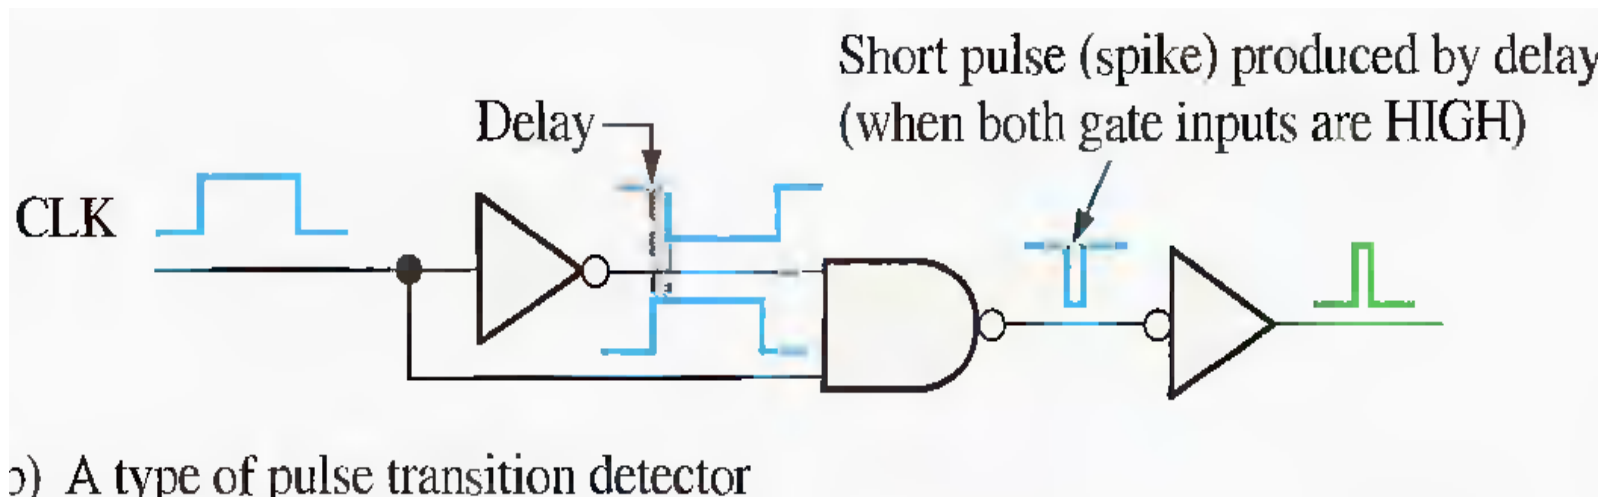 Short pulse (spike) produced by delay
(when both gate inputs are HIGH)
Delay
CLK
b) A type of pulse transition detector